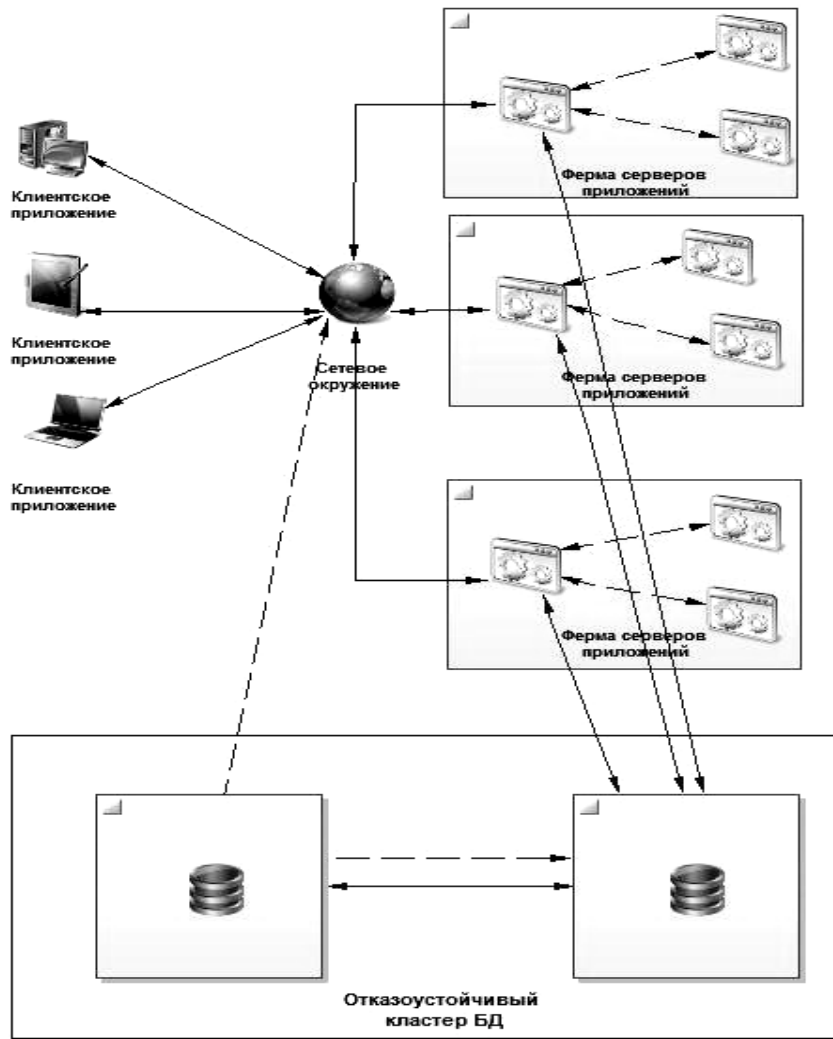 Ферма серверов
приложений
Клиентское
приложение
Ферма серверов
приложений
Клиентское
приложение
Сетевое
окружение
Клиентское
приложение
Ферма серверов
приложений
Отказоустойчивый
кластер БД